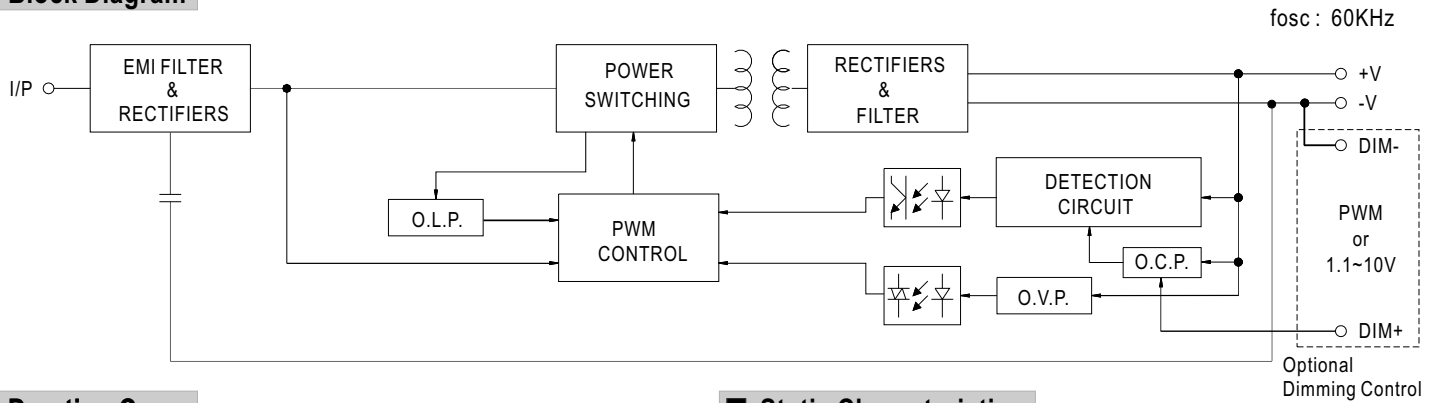 Block Diagram
fosc : 60KHz
I/P
EMI FILTER
&
RECTIFIERS
POWER
SWITCHING
RECTIFIERS
&
FILTER
+V
-V
DIM-
DETECTION
CIRCUIT
O.L.P.
PWM
CONTROL
PWM
or
1.1~10V
O.C.P.
O.V.P.
DIM+
Optional
Dimming Control